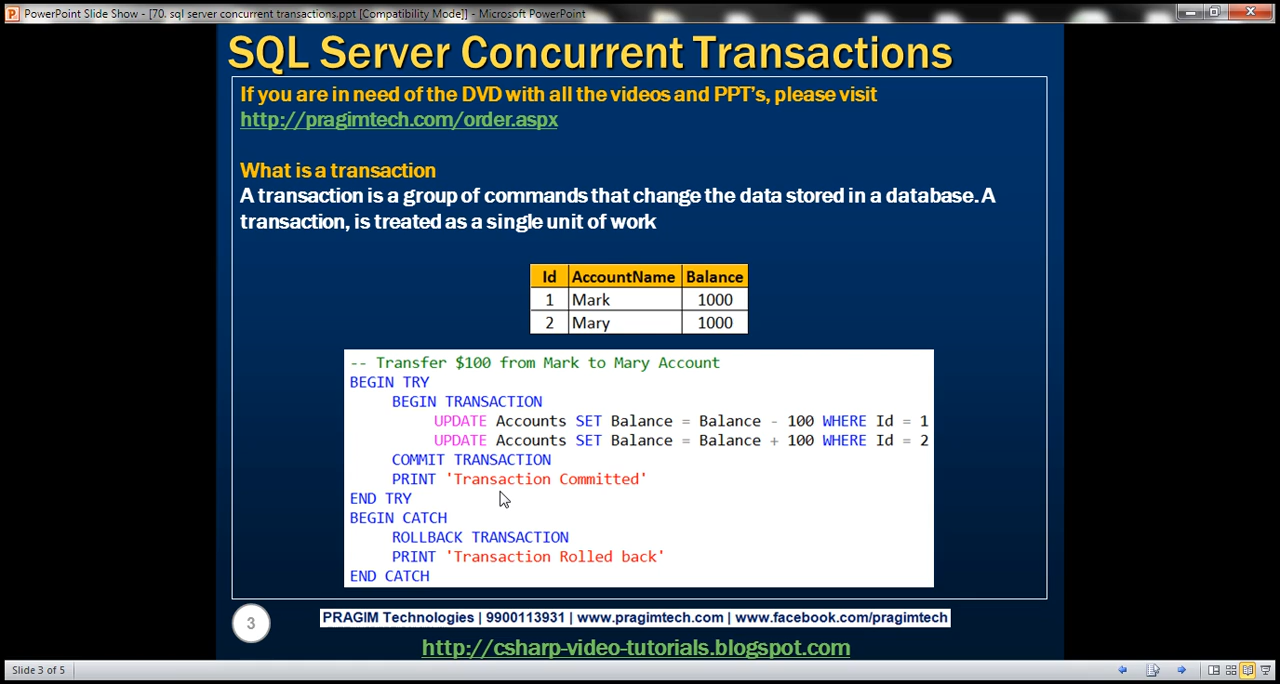 PowerPoint Slide Show - [70. sql server concurrent transactions.ppt [Compatibility Mode]] - Microsoft PowerPoint
SQL Server Concurrent Transactions
If you are in need of the DVD with all the videos and PPT's, please visit
http://pragimtech.com/order.aspx
What is a transaction
A transaction is a group of commands that change the data stored in a database. A
transaction, is treated as a single unit of work
Id AccountName Balance
1 Mark 1000
2 Mary 1000
-- Transfer $100 from Mark to Mary Account
BEGIN TRY
BEGIN TRANSACTION
UPDATE Accounts SET Balance = Balance - 100 WHERE Id = 1
UPDATE Accounts SET Balance = Balance + 100 WHERE Id = 2
COMMIT TRANSACTION
PRINT 'Transaction Committed'
END TRY
BEGIN CATCH
ROLLBACK TRANSACTION
PRINT 'Transaction Rolled back'
END CATCH
3
PRAGIM Technologies | 9900113931 | www.pragimtech.com | www.facebook.com/pragimtech
http://csharp-video-tutorials.blogspot.com
Slide 3 of 5